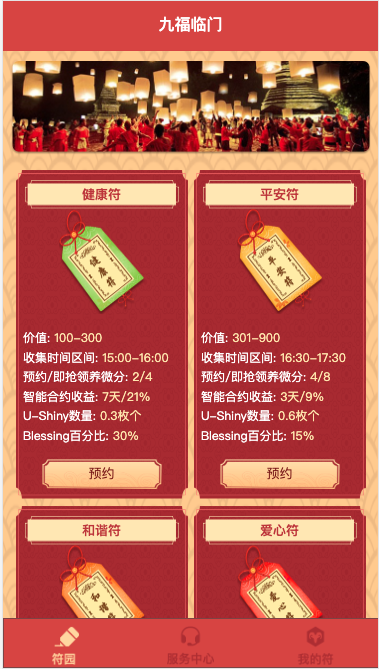 九福临门
健康符
平安符
健康符
平安符
价值: 100-300
收集时间区间: 15:00-16:00
预约/即抢领养微分: 2/4
智能合约收益: 7天/21%
U-Shiny数量: 0.3枚个
Blessing百分比: 30%
预约
价值: 301-900
收集时间区间: 16:30-17:30
预约/即抢领养微分: 4/8
智能合约收益: 3天/9%
U-Shiny数量: 0.6枚个
Blessing百分比: 15%
预约
和谐符
爱心符
和谐
爱心
符园
服务中心
我的符